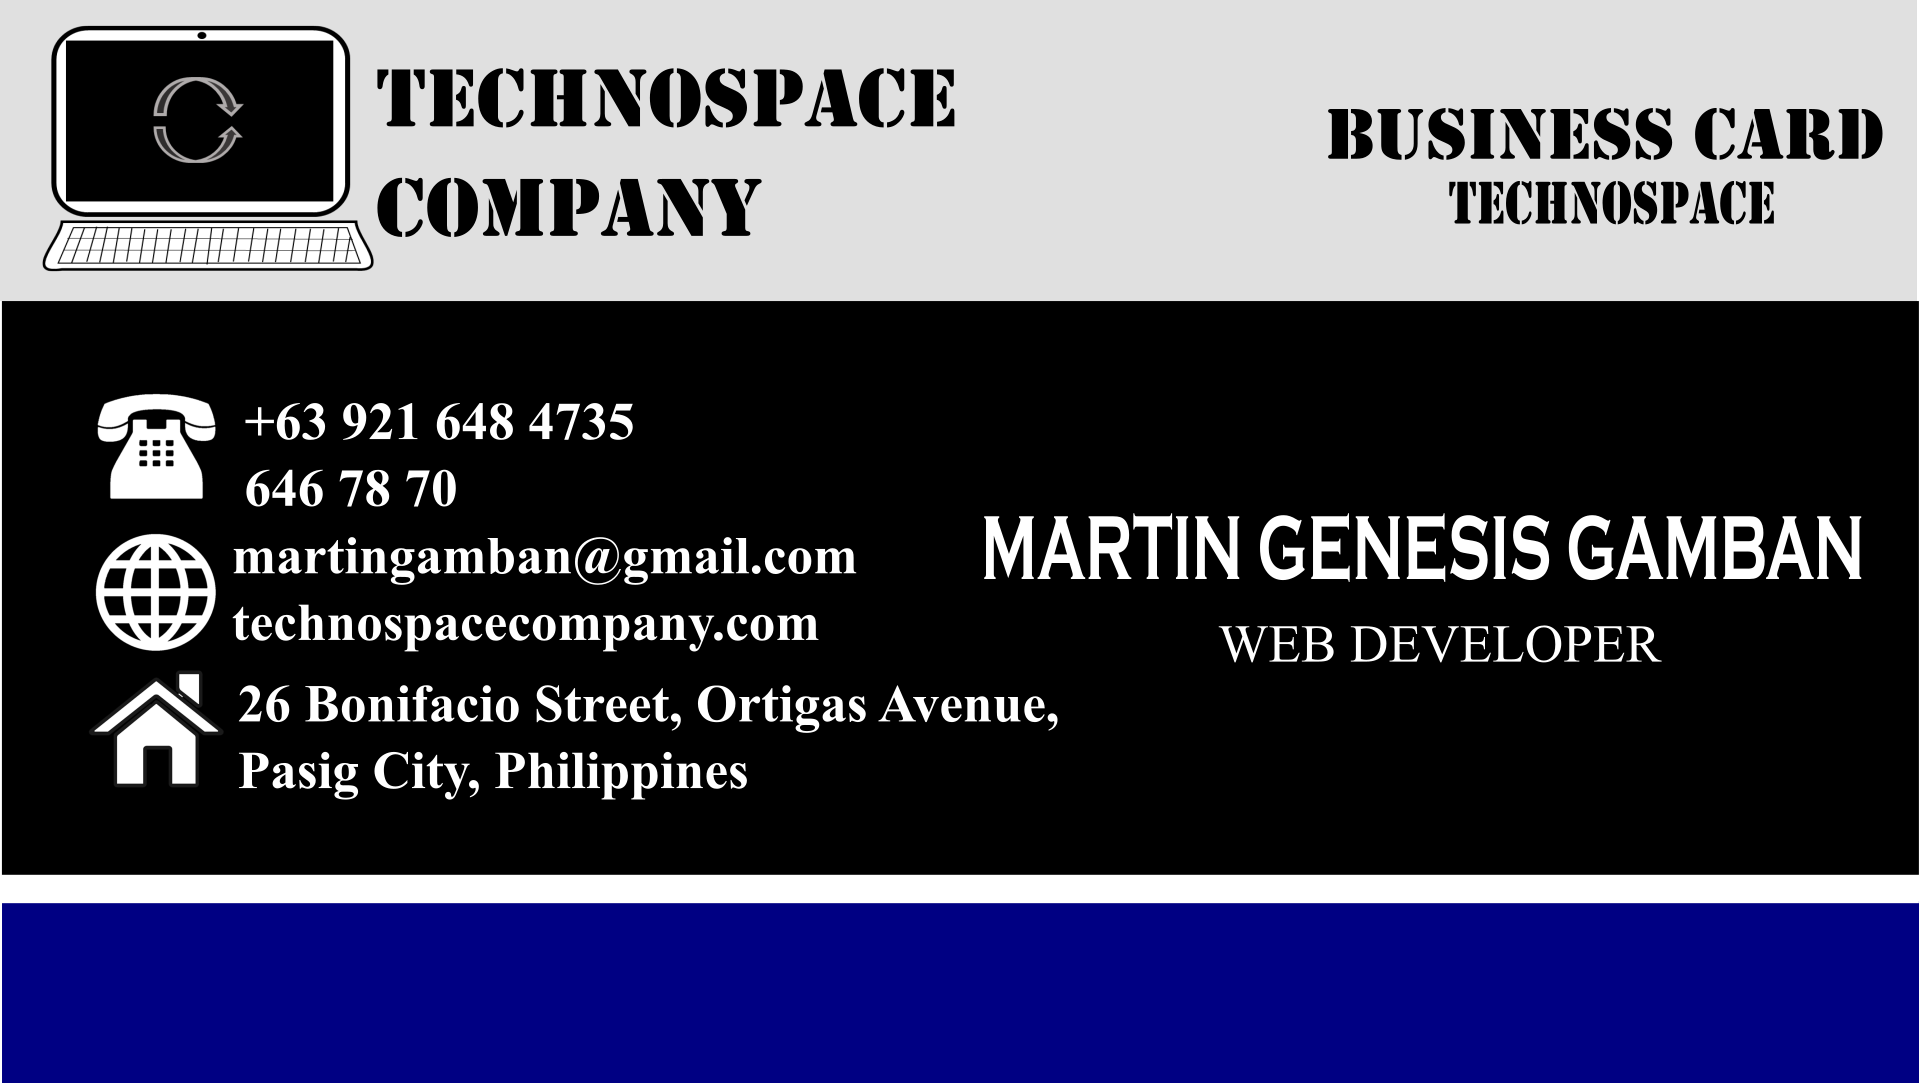 TECHNOSPACE
COMPANY
BUSINESS CARD
TECHNOSPACE
+63 921 648 4735
646 78 70
martingamban@gmail.com
technospacecompany.com
26 Bonifacio Street, Ortigas Avenue,
Pasig City, Philippines
MARTIN GENESIS GAMBAN
WEB DEVELOPER